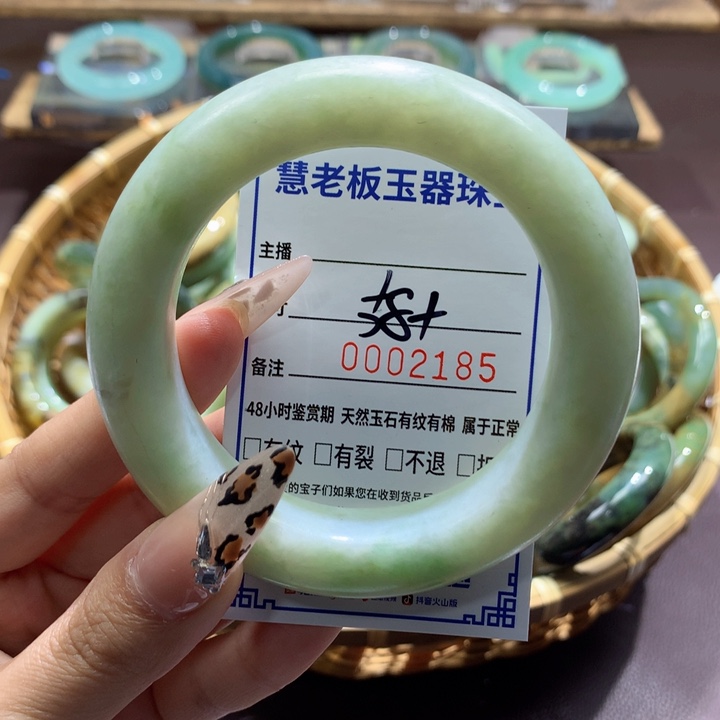 慧老板玉器珠
主播
58+
备注 0002185
48小时鉴赏期 天然玉石有纹有棉 属于正常
□有纹 □有裂 □不退 □
的宝子们如果您在收到货品
抖音火山版